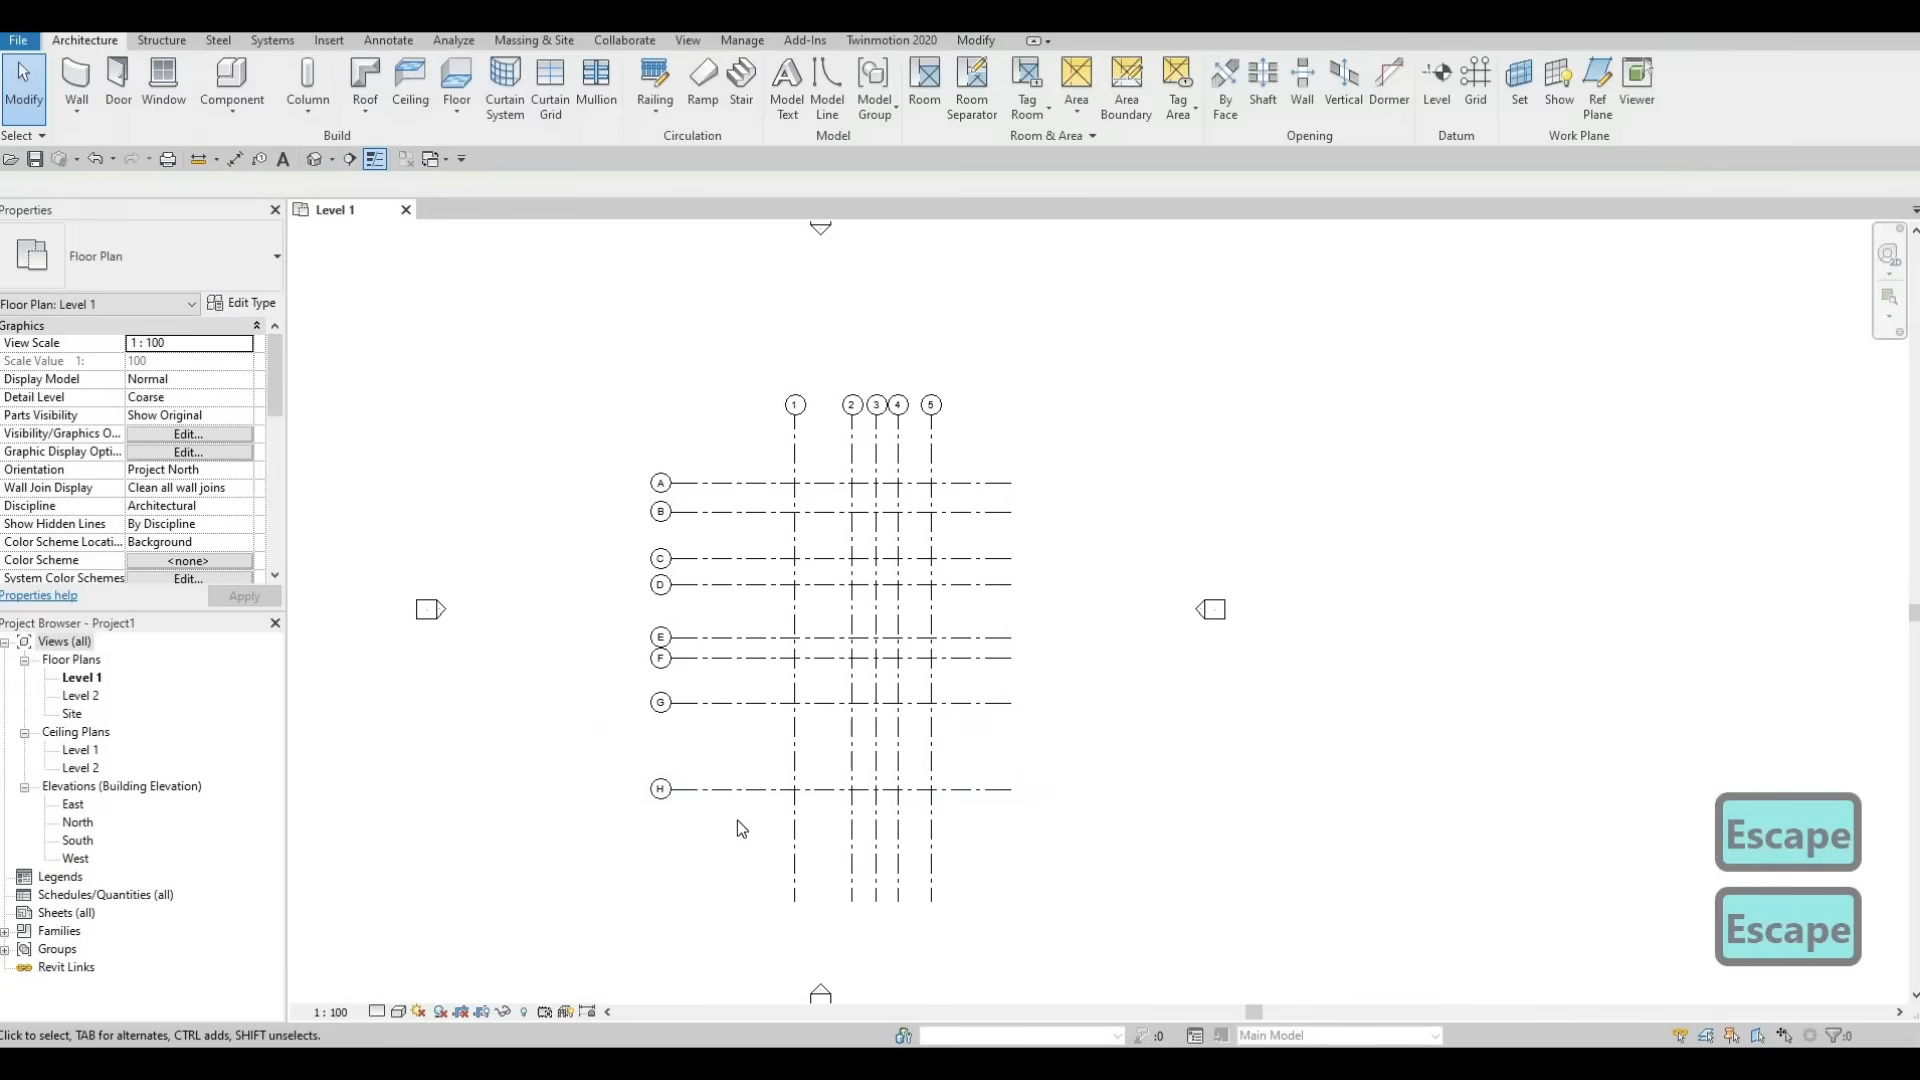 File Architecture Structure Steel Systems Insert Annotate Analyze Massing & Site Collaborate View Manage Add-Ins Twinmotion 2020 Modify
Modify Wall Door Window Component Column Roof Ceiling Floor Curtain System Curtain Grid Mullion Railing Ramp Stair Model Text Model Line Model Group Room Room Separator Tag Room Area Area Boundary Tag Area By Face Shaft Wall Vertical Dormer Level Grid Set Show Ref Plane Viewer
Select Build Circulation Model Room & Area Opening Datum Work Plane
Properties
Level 1
Floor Plan
Floor Plan: Level 1 Edit Type
Graphics
View Scale 1 : 100
Scale Value 1: 100
Display Model Normal
Detail Level Coarse
Parts Visibility Show Original
Visibility/Graphics O... Edit...
Graphic Display Opti... Edit...
Orientation Project North
Wall Join Display Clean all wall joins
Discipline Architectural
Show Hidden Lines By Discipline
Color Scheme Locati... Background
Color Scheme <none>
System Color Schemes Edit...
Properties help Apply
Project Browser - Project1
Views (all)
Floor Plans
Level 1
Level 2
Site
Ceiling Plans
Level 1
Level 2
Elevations (Building Elevation)
East
North
South
West
Legends
Schedules/Quantities (all)
Sheets (all)
Families
Groups
Revit Links
1 2 3 4 5
A
B
C
D
E
F
G
H
2D
Escape
Escape
1 : 100
Click to select, TAB for alternates, CTRL adds, SHIFT unselects.
:0
Main Model
:0